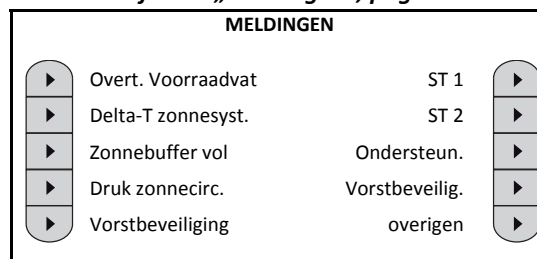 MELDINGEN
Overt. Voorraadvat ST 1
Delta-T zonnesyst. ST 2
Zonnebuffer vol Ondersteun.
Druk zonnecirc. Vorstbeveilig.
Vorstbeveiliging overigen